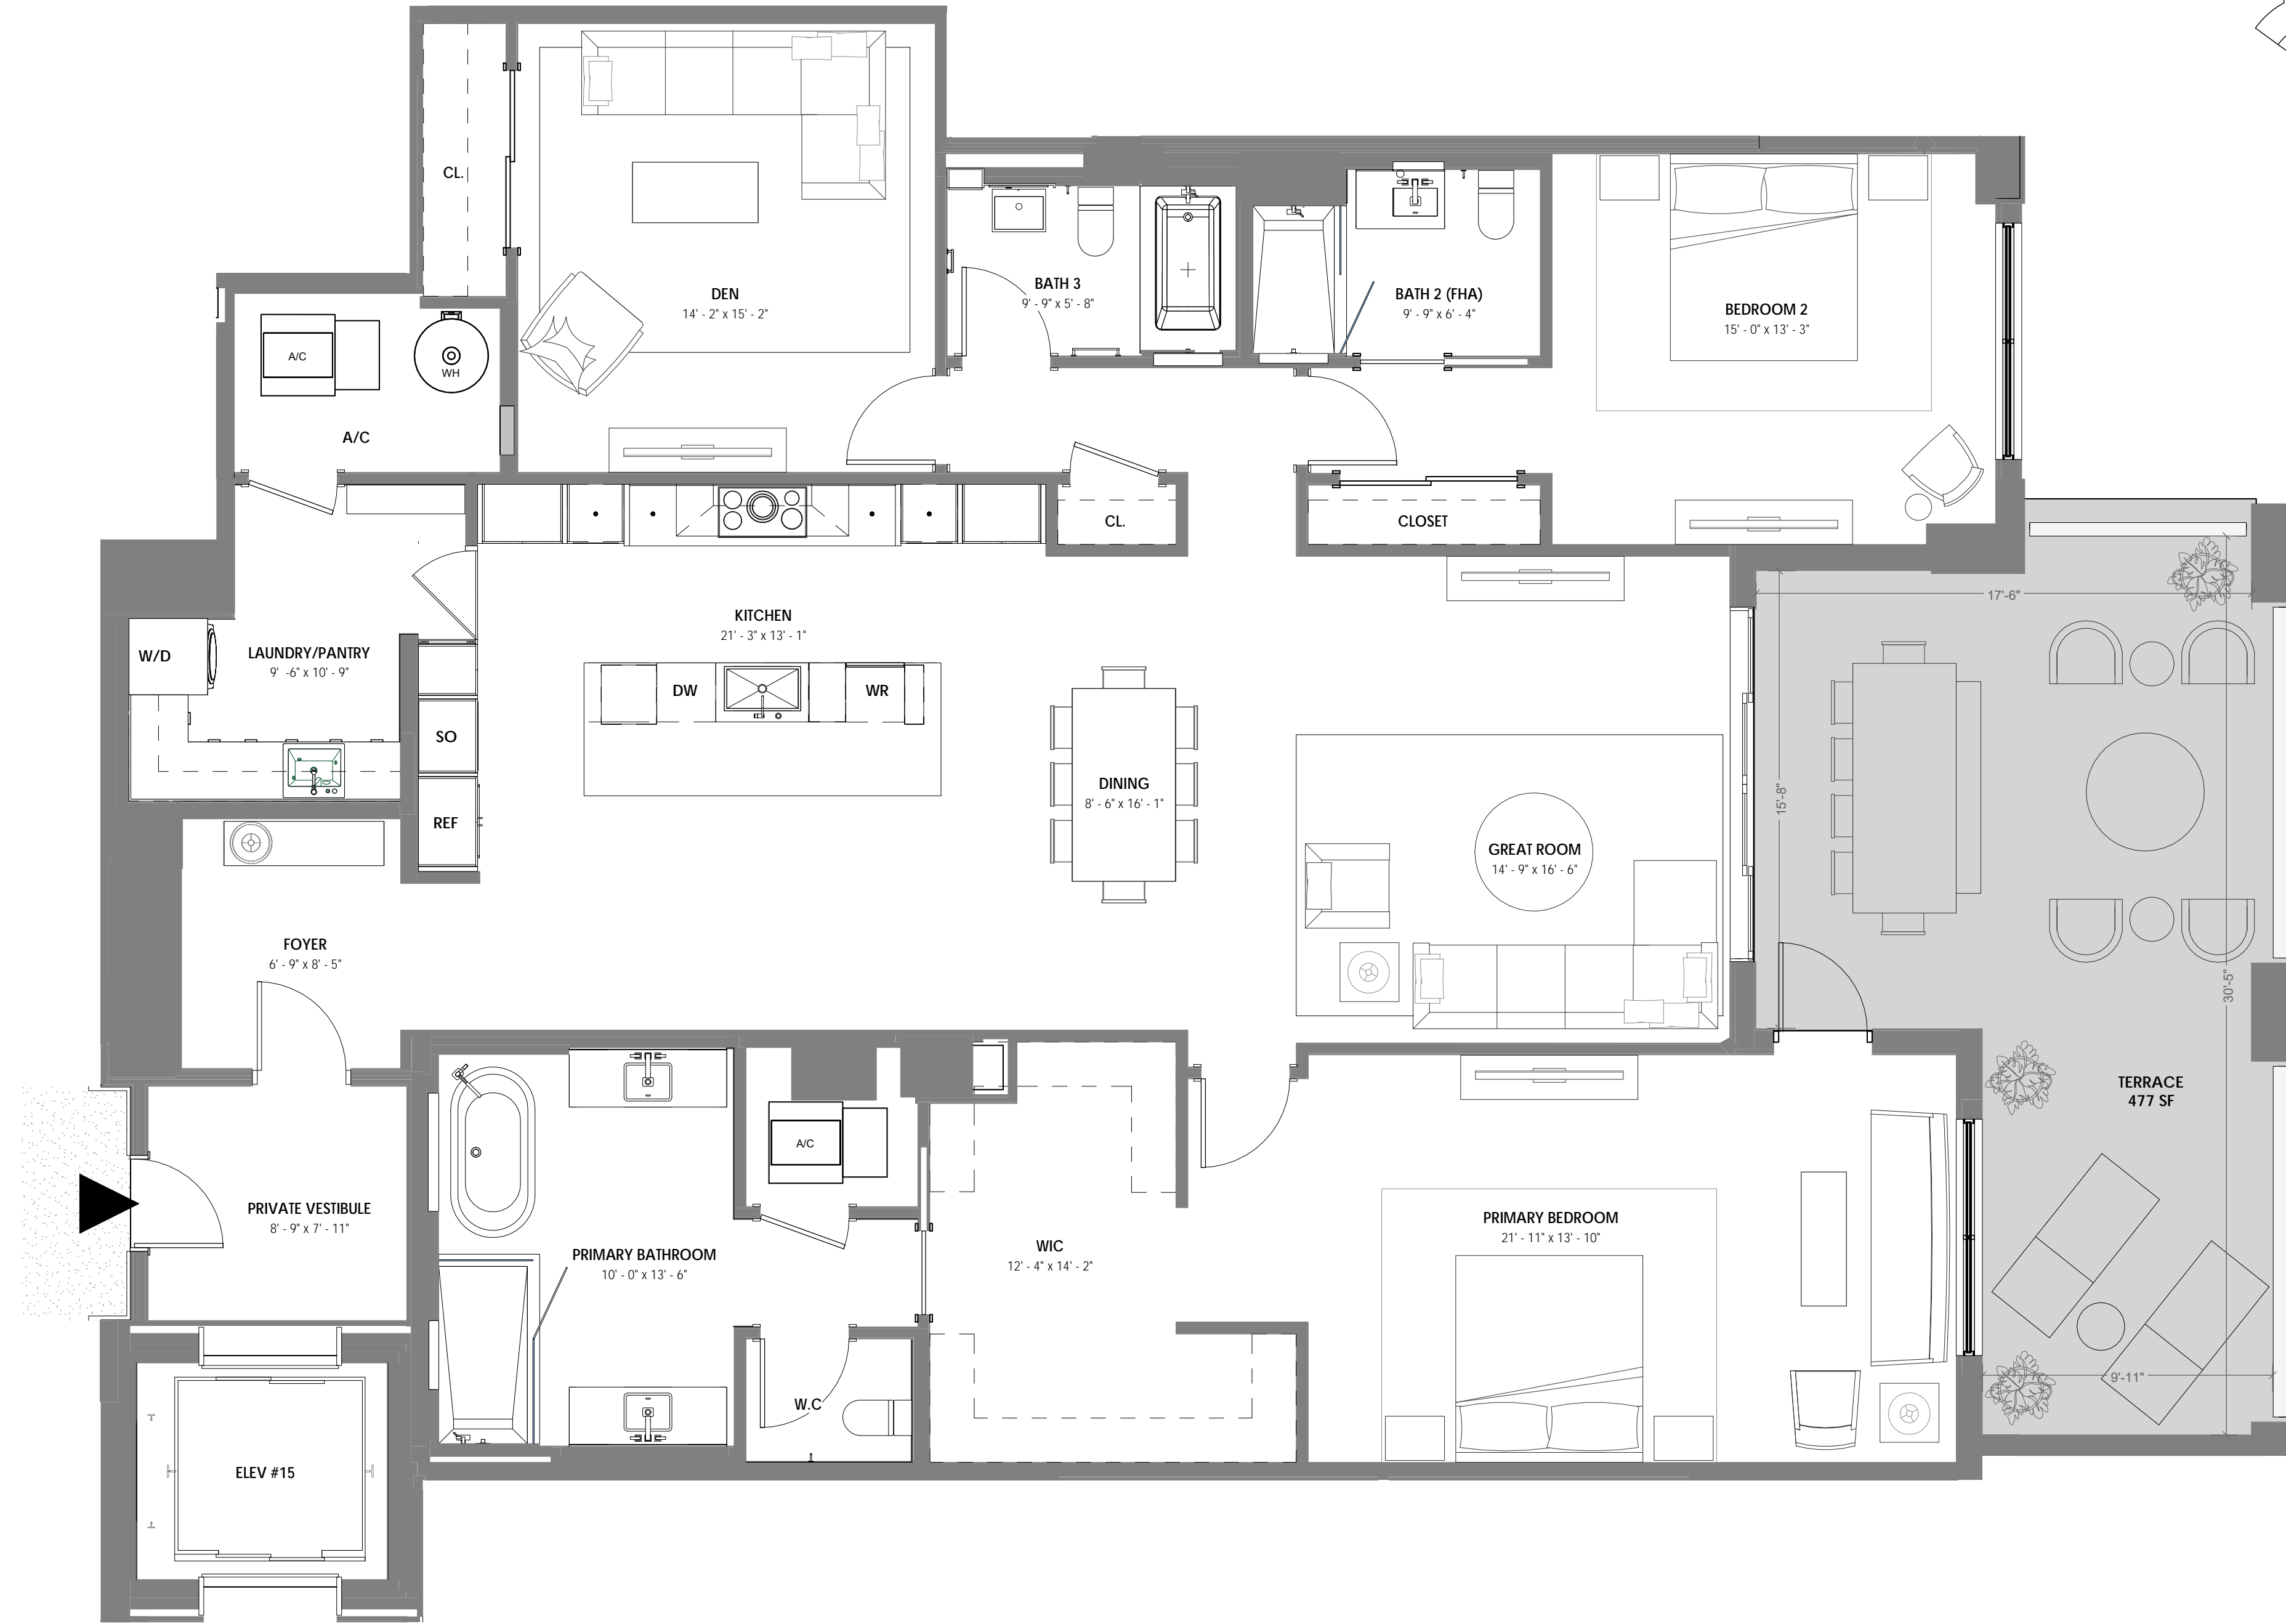 CL.
DEN
14' - 2" x 15' - 2"
BATH 3
9' - 9" x 5' - 8"
BATH 2 (FHA)
9' - 9" x 6' - 4"
BEDROOM 2
15' - 0" x 13' - 3"
A/C
WH
A/C
CL.
CLOSET
KITCHEN
21' - 3" x 13' - 1"
17'-6"
W/D
LAUNDRY/PANTRY
9' -6" x 10' - 9"
DW
WR
SO
REF
DINING
8' - 6" x 16' - 1"
15'-8"
GREAT ROOM
14' - 9" x 16' - 6"
FOYER
6' - 9" x 8' - 5"
30'-5"
TERRACE
477 SF
A/C
PRIVATE VESTIBULE
8' - 9" x 7' - 11"
PRIMARY BATHROOM
10' - 0" x 13' - 6"
WIC
12' - 4" x 14' - 2"
PRIMARY BEDROOM
21' - 11" x 13' - 10"
9'-11"
W.C
ELEV #15